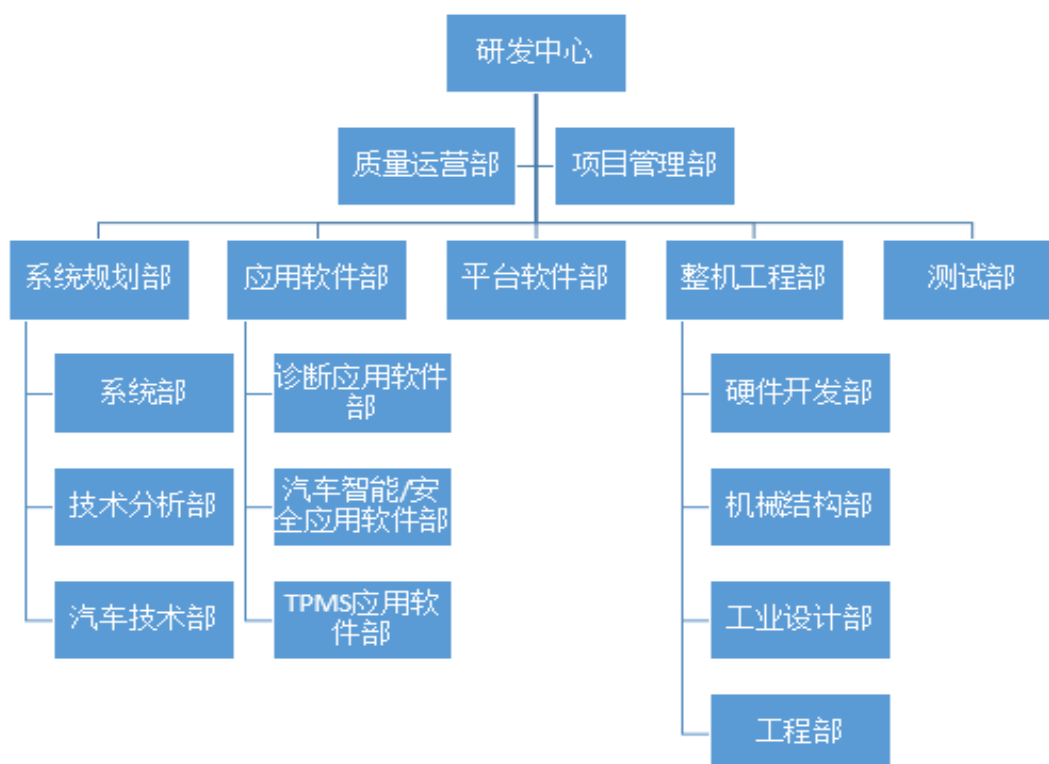 研发中心
质量运营部
项目管理部
系统规划部
应用软件部
平台软件部
整机工程部
测试部
系统部
技术分析部
汽车技术部
诊断应用软件
部
汽车智能/安
全应用软件部
TPMS应用软
件部
硬件开发部
机械结构部
工业设计部
工程部